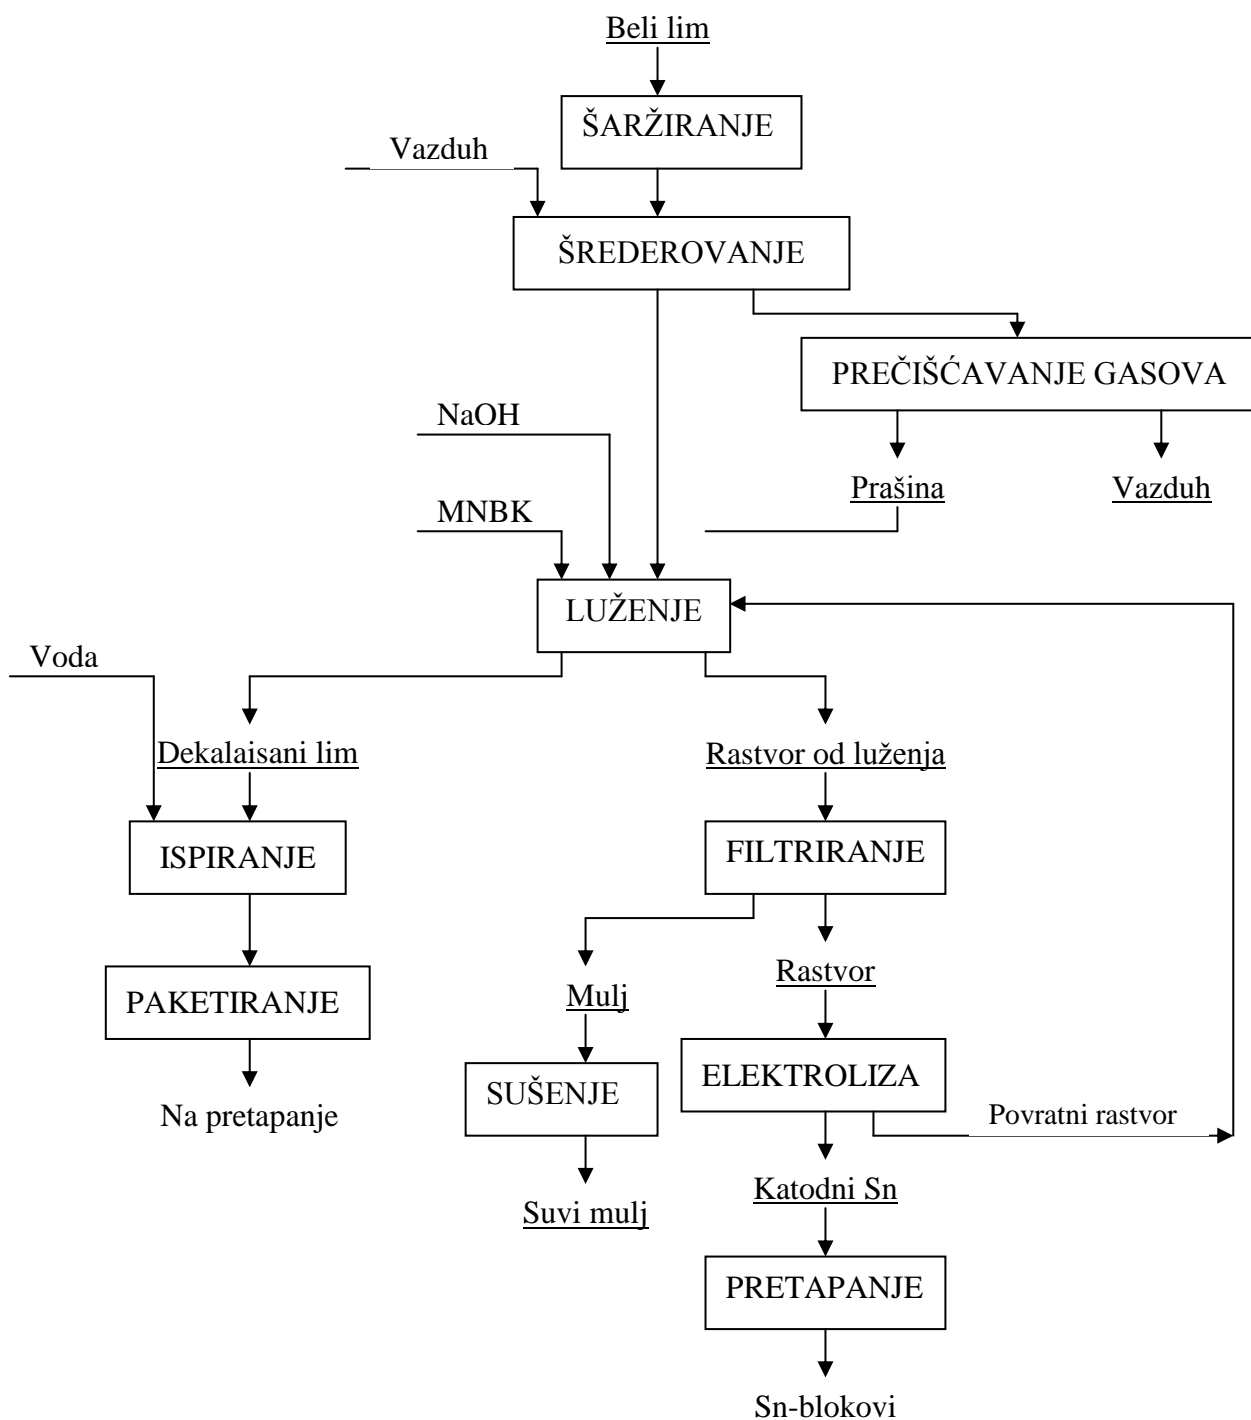 Beli lim
ŠARŽIRANJE
Vazduh
ŠREDEROVANJE
PREČIŠĆAVANJE GASOVA
NaOH
Prašina
Vazduh
MNBK
LUŽENJE
Voda
Dekalaisani lim
Rastvor od luženja
ISPIRANJE
FILTRIRANJE
Rastvor
PAKETIRANJE
Mulj
ELEKTROLIZA
SUŠENJE
Na pretapanje
Povratni rastvor
Katodni Sn
Suvi mulj
PRETAPANJE
Sn-blokovi